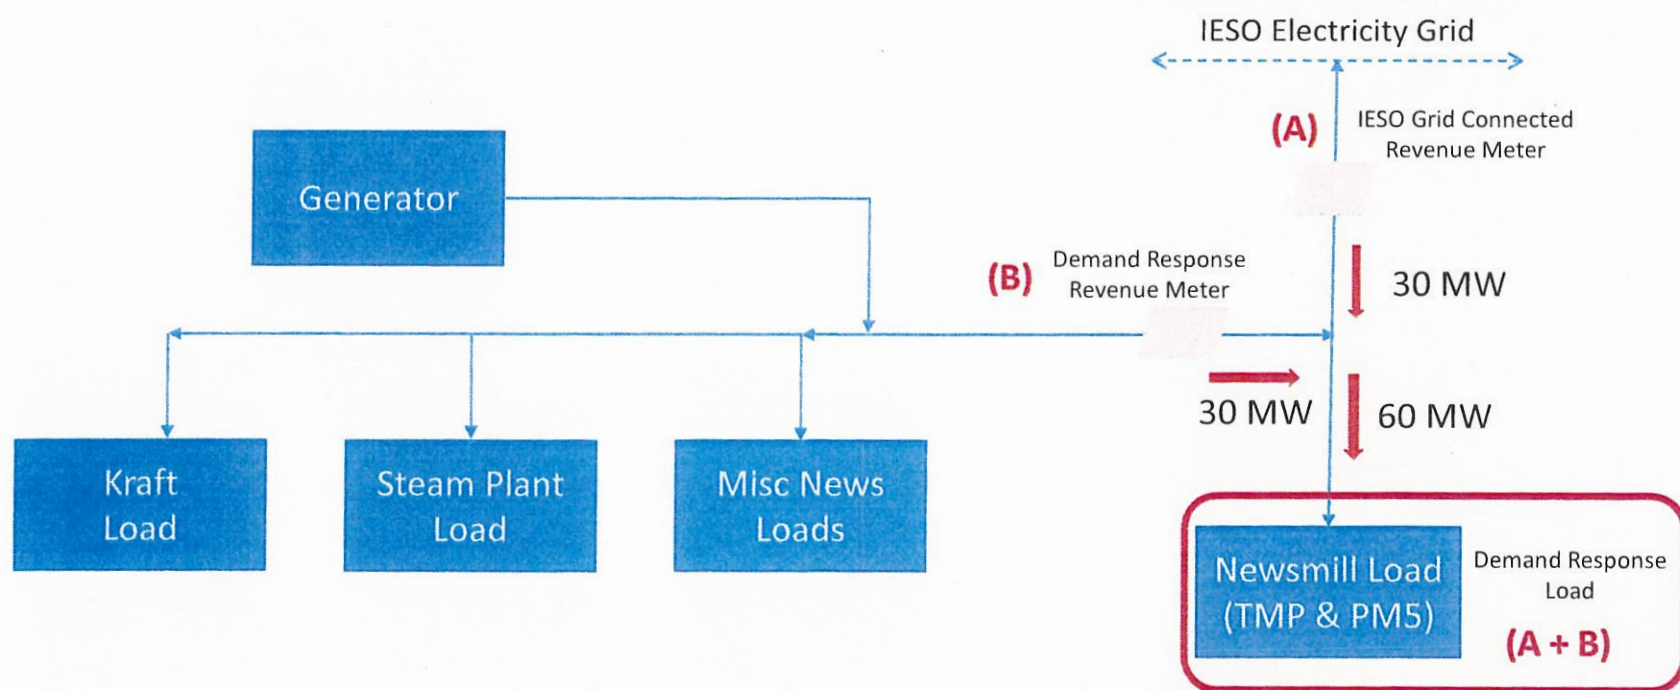 IESO Electricity Grid
(A)
IESO Grid Connected
Revenue Meter
Generator
(B)
Demand Response
Revenue Meter
30 MW
30 MW
60 MW
Kraft
Load
Steam Plant
Load
Misc News
Loads
Newsmill Load
(TMP & PM5)
Demand Response
Load
(A + B)